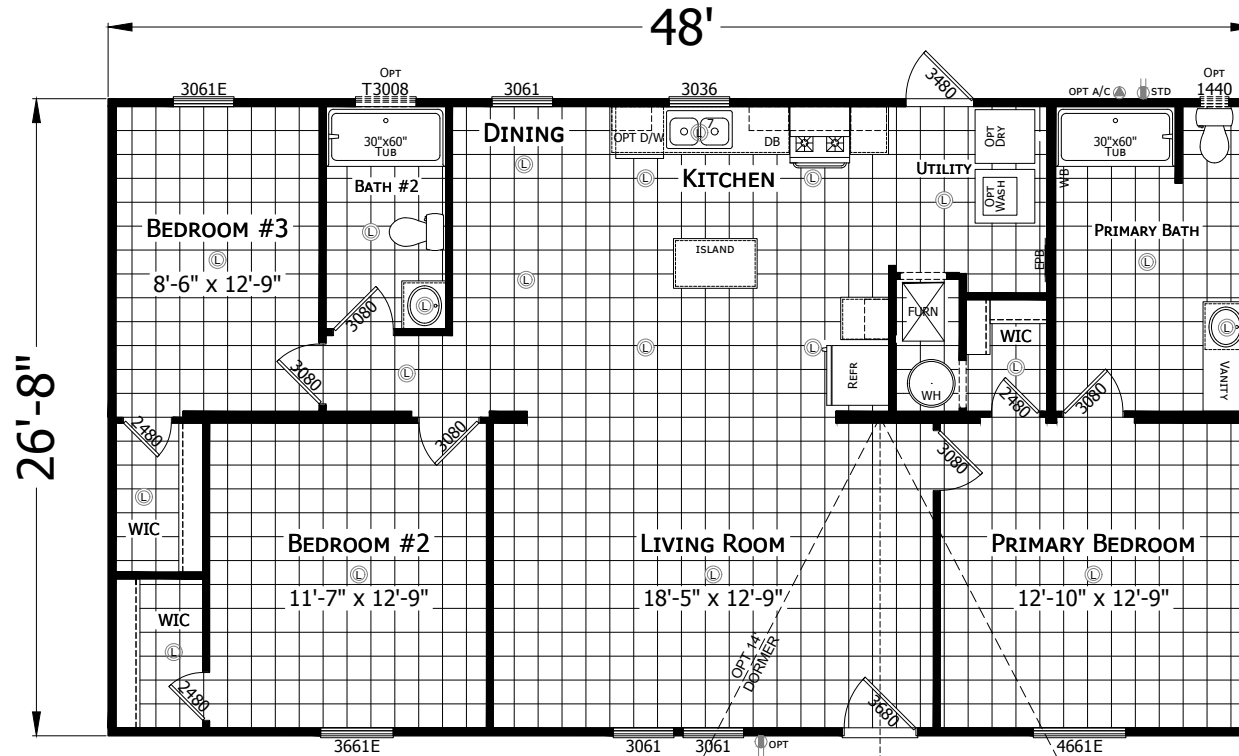 48'
26'-8"
3061E
OPT
T3008
3061
3036
3480
OPT A/C
STD
OPT
1440
30"x60"
TUB
DINING
OPT D/W
L
7
DB
OPT
DRY
30"x60"
TUB
L
BATH #2
L
KITCHEN
L
UTILITY
OPT
WASH
WB
L
BEDROOM #3
L
8'-6" x 12'-9"
L
PRIMARY BATH
L
L
ISLAND
EPB
L
3080
FURN
WIC
L
L
L
L
3080
L
REFR
WH
L
2480
3080
VANITY
2480
3080
3080
L
WIC
BEDROOM #2
L
11'-7" x 12'-9"
LIVING ROOM
L
18'-5" x 12'-9"
PRIMARY BEDROOM
L
12'-10" x 12'-9"
WIC
L
2480
OPT 14'
DORMER
3680
3661E
3061
3061
OPT
4661E